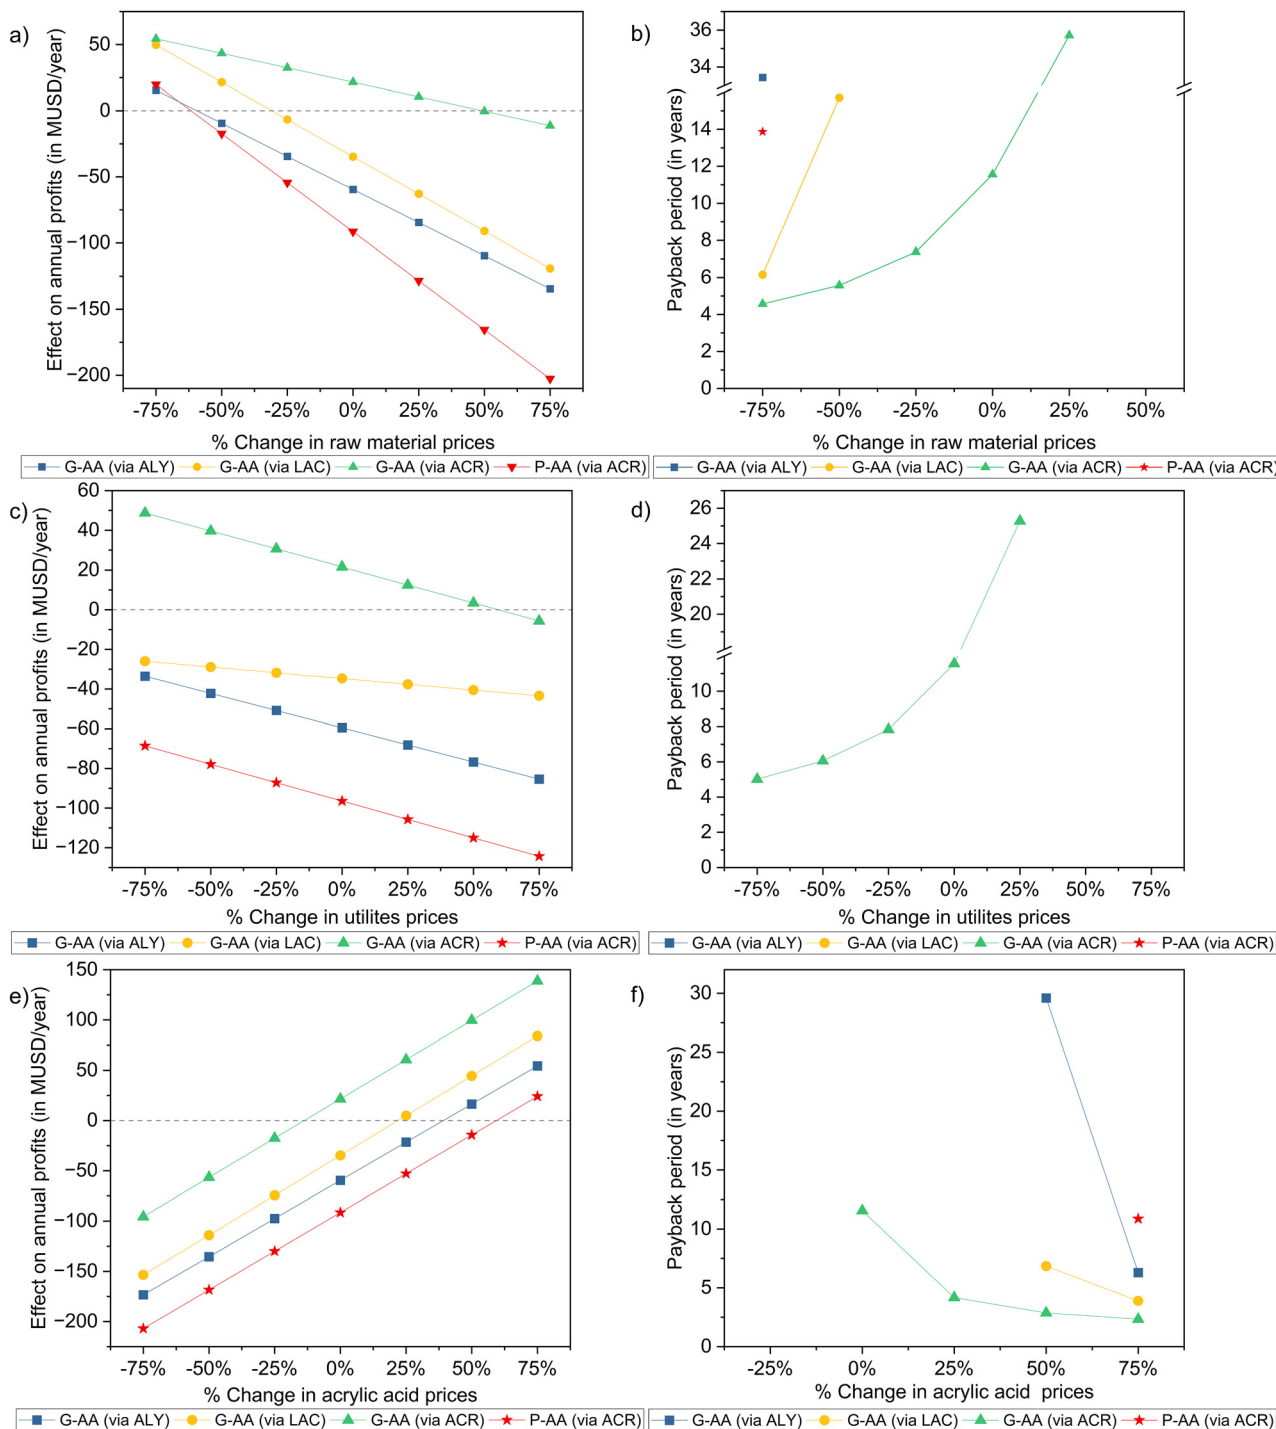 a)
Effect on annual profits (in MUSD/year)
50
0
−50
−100
−150
−200
-75% -50% -25% 0% 25% 50% 75%
% Change in raw material prices
G-AA (via ALY) G-AA (via LAC) G-AA (via ACR) P-AA (via ACR)
b)
Payback period (in years)
36
34
14
12
10
8
6
4
2
0
-75% -50% -25% 0% 25% 50%
% Change in raw material prices
G-AA (via ALY) G-AA (via LAC) G-AA (via ACR) P-AA (via ACR)
c)
Effect on annual profits (in MUSD/year)
60
40
20
0
−20
−40
−60
−80
−100
−120
-75% -50% -25% 0% 25% 50% 75%
% Change in utilites prices
G-AA (via ALY) G-AA (via LAC) G-AA (via ACR) P-AA (via ACR)
d)
Payback period (in years)
26
24
22
20
10
8
6
4
2
0
-75% -50% -25% 0% 25% 50% 75%
% Change in utilites prices
G-AA (via ALY) G-AA (via LAC) G-AA (via ACR) P-AA (via ACR)
e)
Effect on annual profits (in MUSD/year)
150
100
50
0
−50
−100
−150
−200
-75% -50% -25% 0% 25% 50% 75%
% Change in acrylic acid prices
G-AA (via ALY) G-AA (via LAC) G-AA (via ACR) P-AA (via ACR)
f)
Payback period (in years)
30
25
20
15
10
5
0
-25% 0% 25% 50% 75%
% Change in acrylic acid prices
G-AA (via ALY) G-AA (via LAC) G-AA (via ACR) P-AA (via ACR)